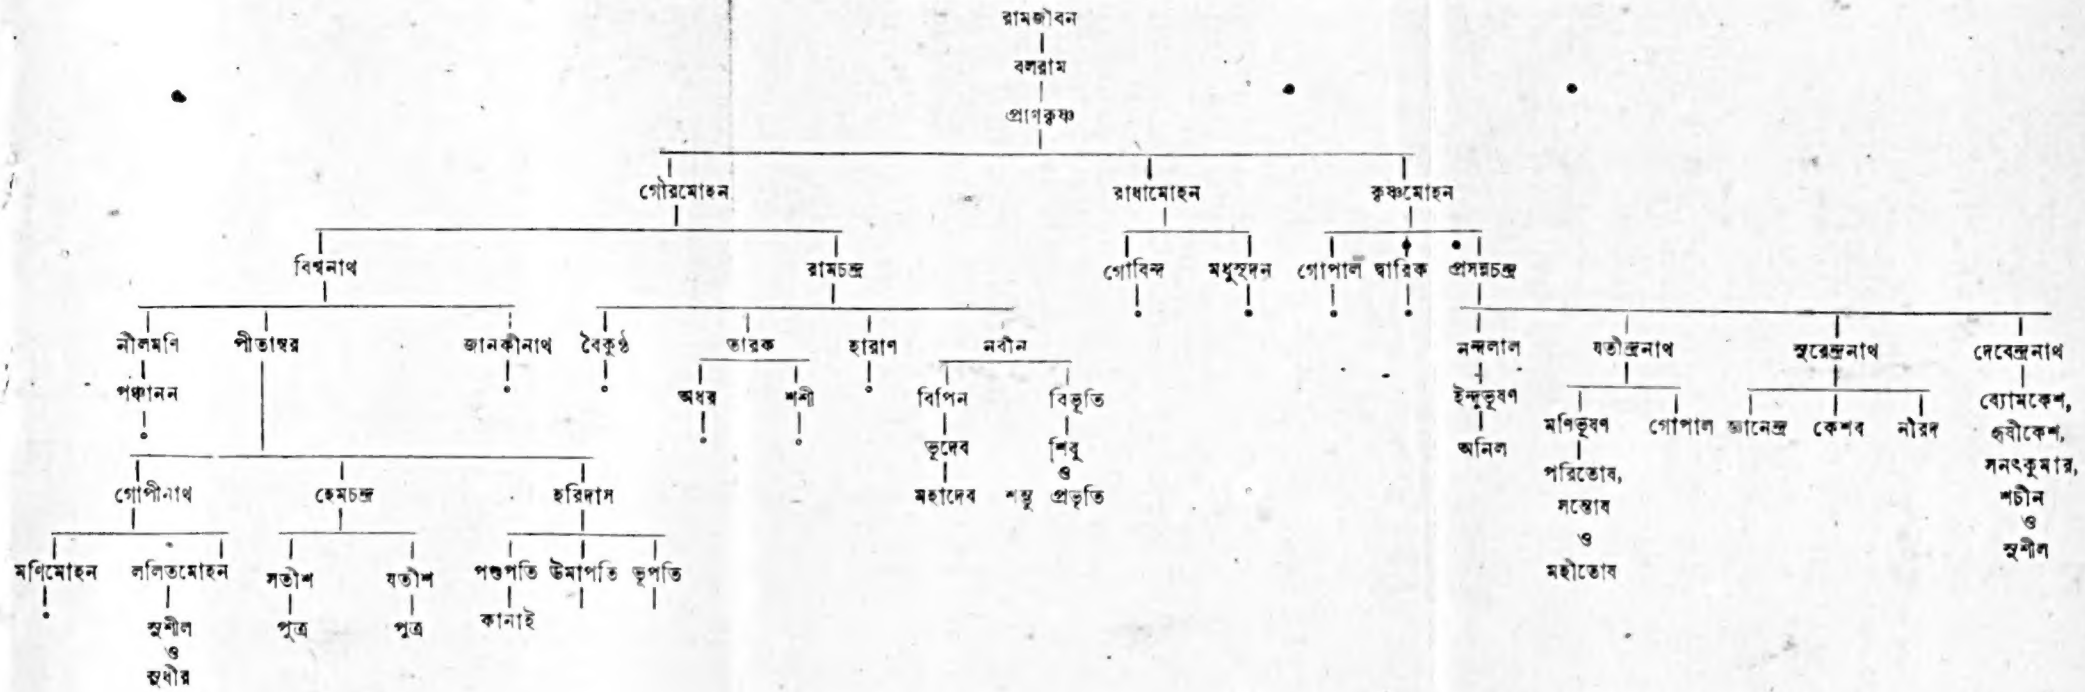 রামজীবন
বলরাম
প্রাণকৃষ্ণ
গৌরমোহন রাধামোহন কৃষ্ণমোহন
বিশ্বনাথ রামচন্দ্র গোবিন্দ মধুসূদন গোপাল দ্বারিক প্রসন্নচন্দ্র
নীলমণি পীতাম্বর জানকীনাথ বৈকুণ্ঠ তারক হারাণ নবীন নন্দলাল যতীন্দ্রনাথ সুরেন্দ্রনাথ দেবেন্দ্রনাথ
পঞ্চানন অধর শশী বিপিন বিভূতি ইন্দুভূষণ ব্যোমকেশ,
মণিভূষণ গোপাল জ্ঞানেন্দ্র কেশব নীরদ হৃষীকেশ,
ভূদেব শিবু অনিল সনৎকুমার,
ও পরিতোষ,
গোপীনাথ হেমচন্দ্র হরিদাস মহাদেব শম্ভু প্রভৃতি সন্তোষ শচীন
ও ও
মণিমোহন ললিতমোহন সতীশ যতীশ পশুপতি উমাপতি ভূপতি মহীতোষ সুশীল
সুশীল পুত্র পুত্র কানাই
ও
সুধীর